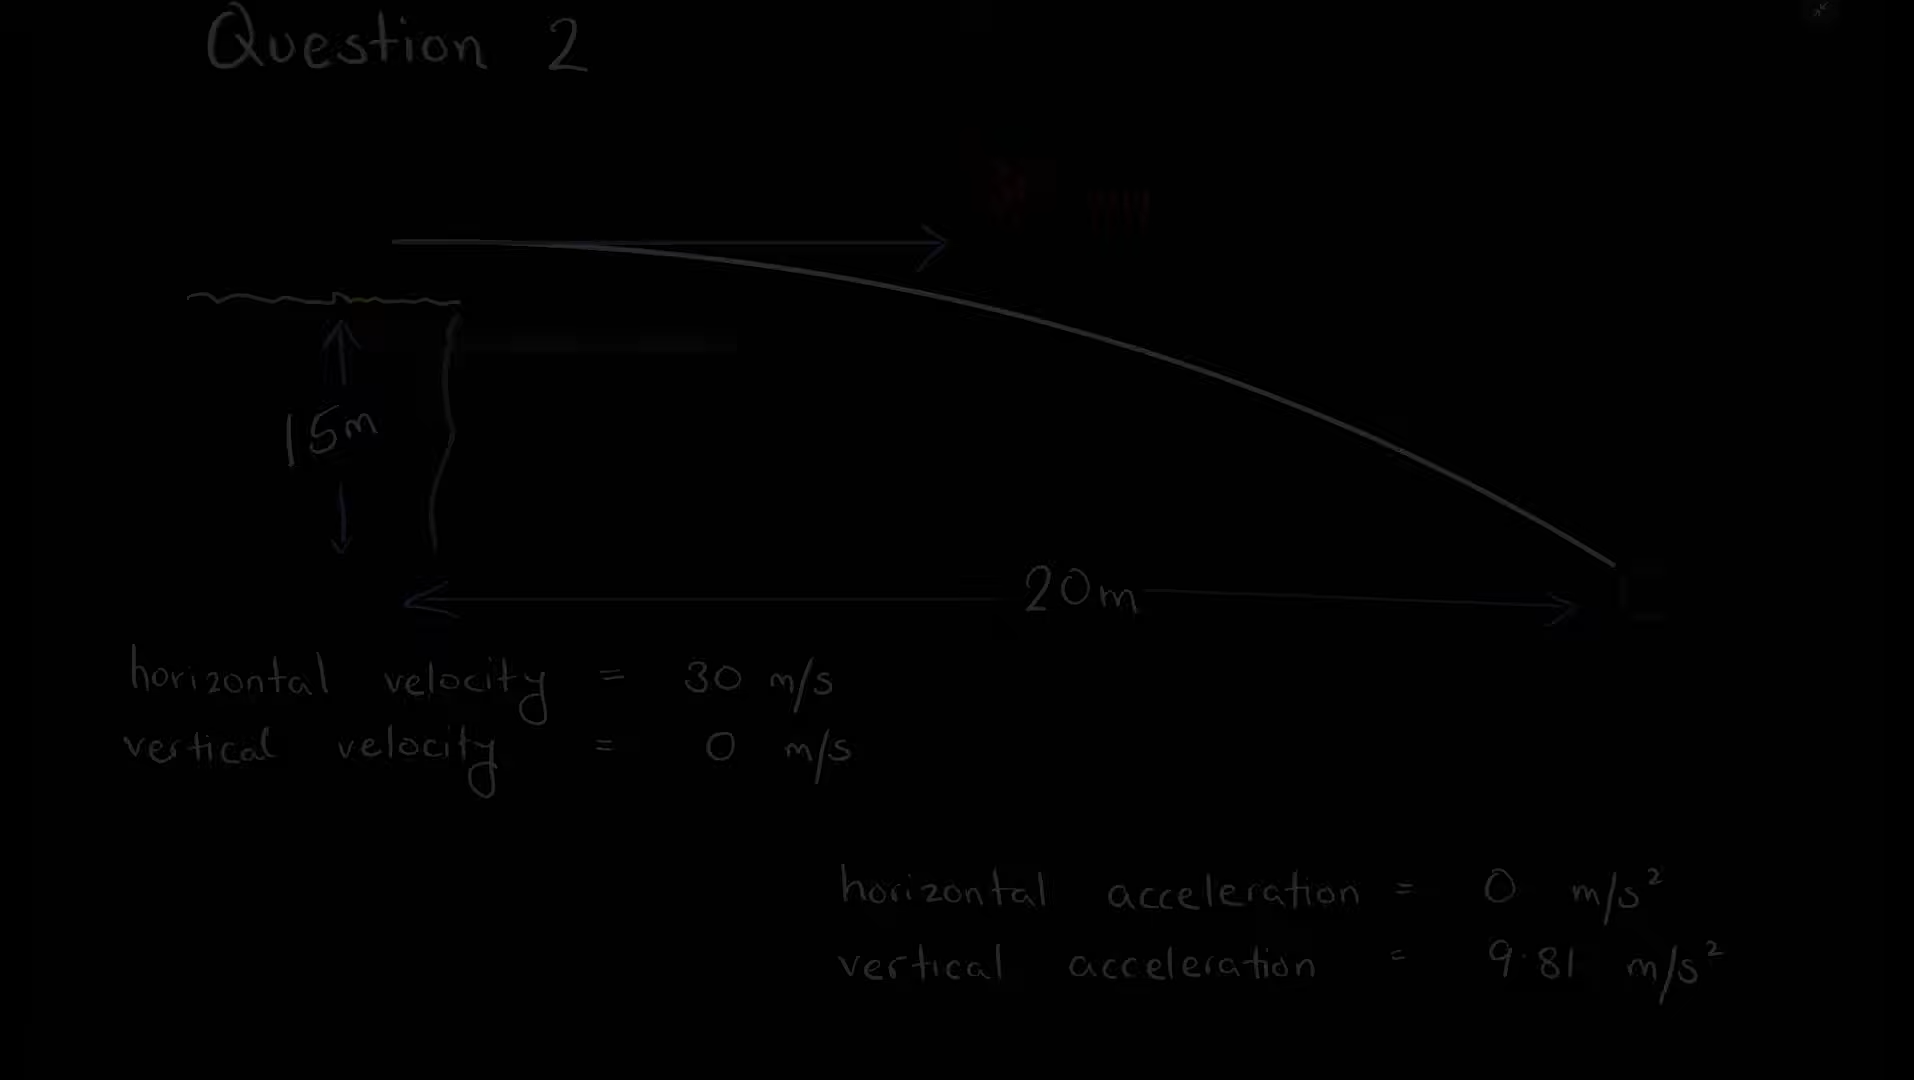 Question 2
15m
20m
horizontal velocity = 30 m/s
vertical velocity = 0 m/s
horizontal acceleration = 0 m/s²
vertical acceleration = 9.81 m/s²